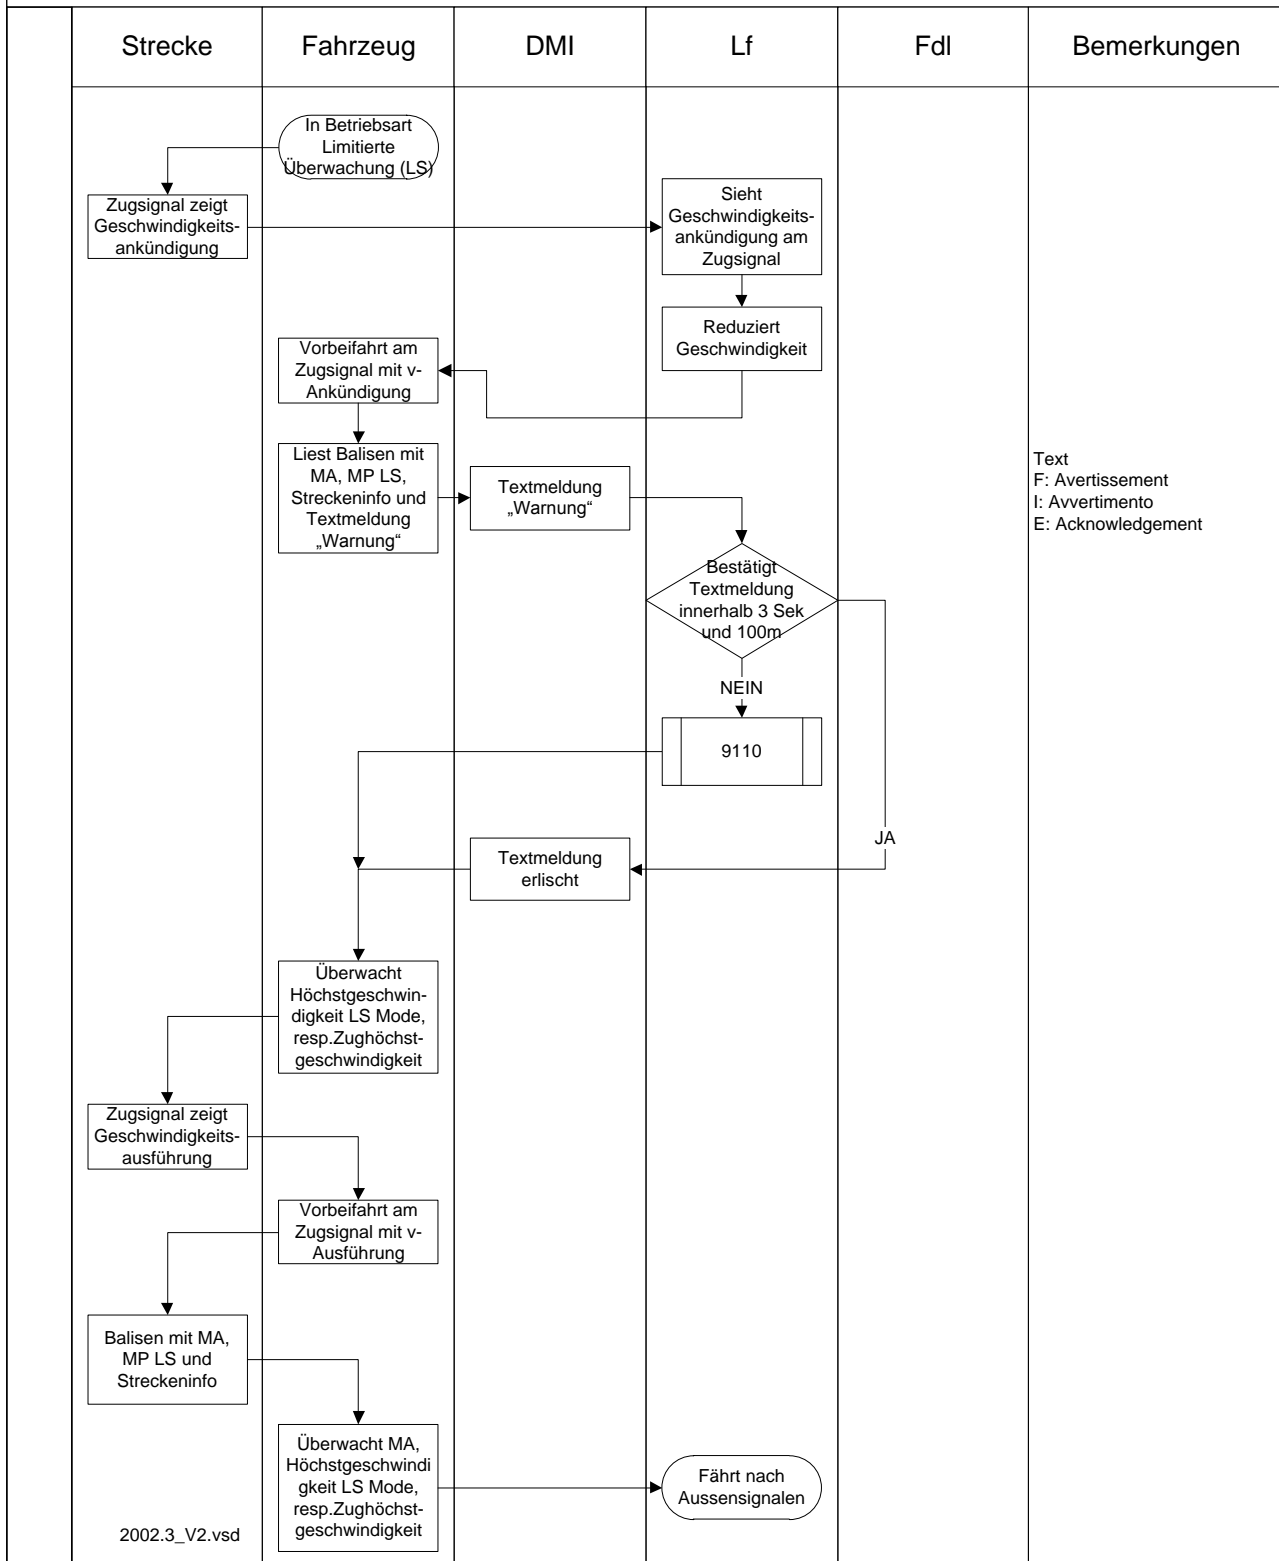 Strecke
Fahrzeug
DMI
Lf
Fdl
Bemerkungen
In Betriebsart
Limitierte
Überwachung (LS)
Zugsignal zeigt
Geschwindigkeits-
ankündigung
Sieht
Geschwindigkeits-
ankündigung am
Zugsignal
Reduziert
Geschwindigkeit
Vorbeifahrt am
Zugsignal mit v-
Ankündigung
Liest Balisen mit
MA, MP LS,
Streckeninfo und
Textmeldung
„Warnung“
Textmeldung
„Warnung“
Text
F: Avertissement
I: Avvertimento
E: Acknowledgement
Bestätigt
Textmeldung
innerhalb 3 Sek
und 100m
NEIN
9110
JA
Textmeldung
erlischt
Überwacht
Höchstgeschwin-
digkeit LS Mode,
resp.Zughöchst-
geschwindigkeit
Zugsignal zeigt
Geschwindigkeits-
ausführung
Vorbeifahrt am
Zugsignal mit v-
Ausführung
Balisen mit MA,
MP LS und
Streckeninfo
Überwacht MA,
Höchstgeschwindi
gkeit LS Mode,
resp.Zughöchst-
geschwindigkeit
Fährt nach
Aussensignalen
2002.3_V2.vsd